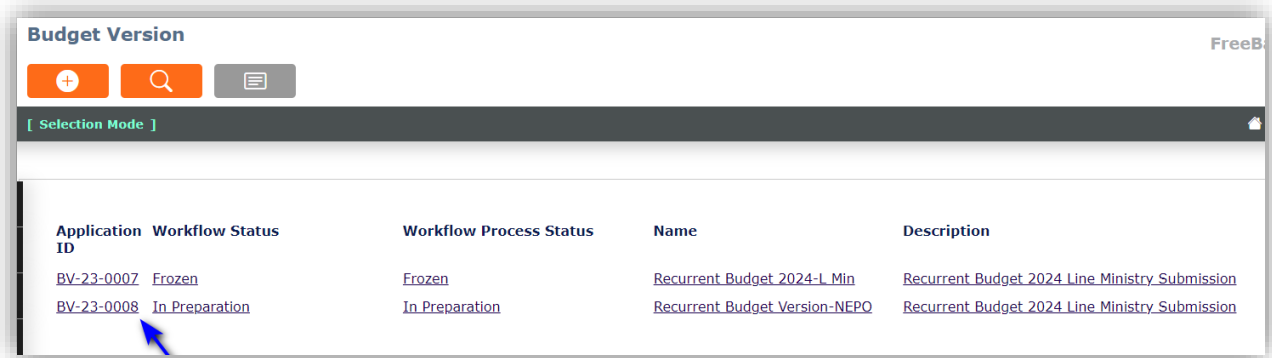 Budget Version
FreeBa
[ Selection Mode ]
Application ID Workflow Status Workflow Process Status Name Description
BV-23-0007 Frozen Frozen Recurrent Budget 2024-L Min Recurrent Budget 2024 Line Ministry Submission
BV-23-0008 In Preparation In Preparation Recurrent Budget Version-NEPO Recurrent Budget 2024 Line Ministry Submission